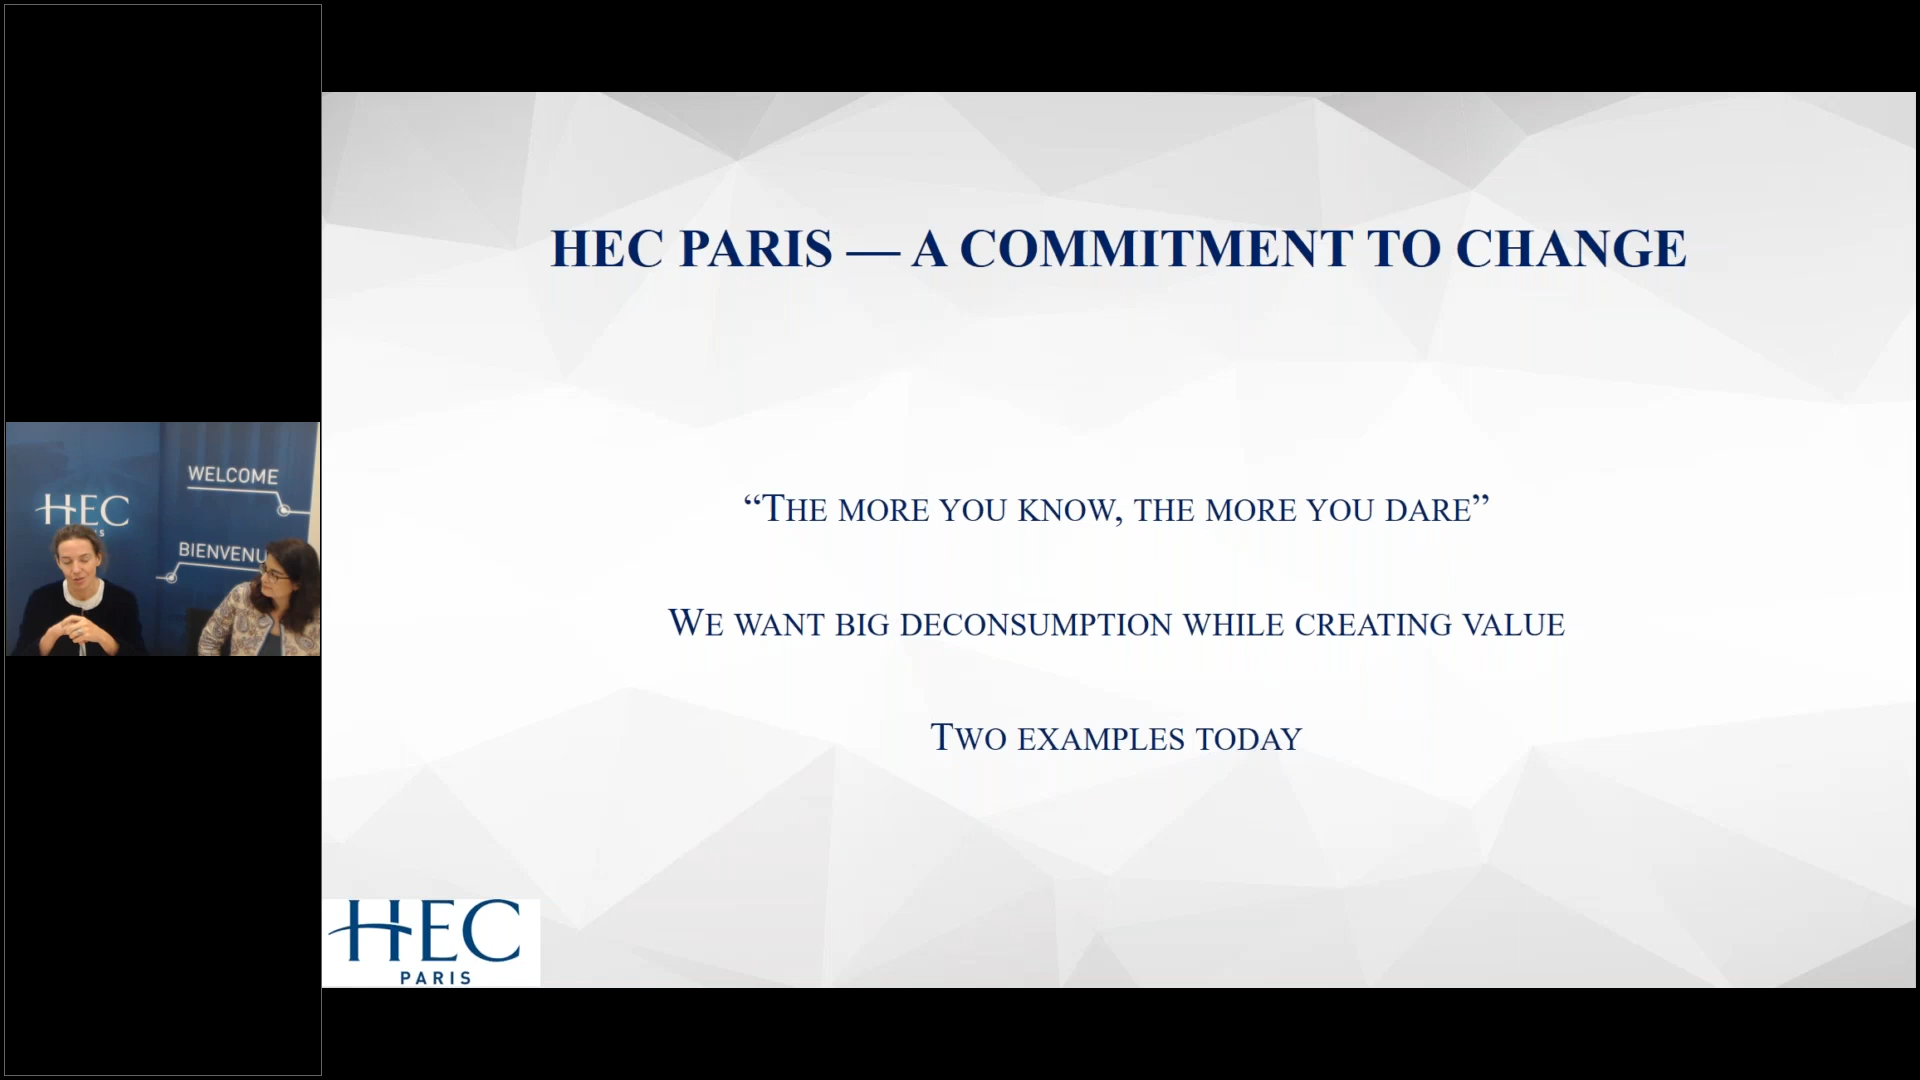 WELCOME
HEC
BIENVENU
HEC PARIS — A COMMITMENT TO CHANGE
“THE MORE YOU KNOW, THE MORE YOU DARE”
WE WANT BIG DECONSUMPTION WHILE CREATING VALUE
TWO EXAMPLES TODAY
HEC
PARIS